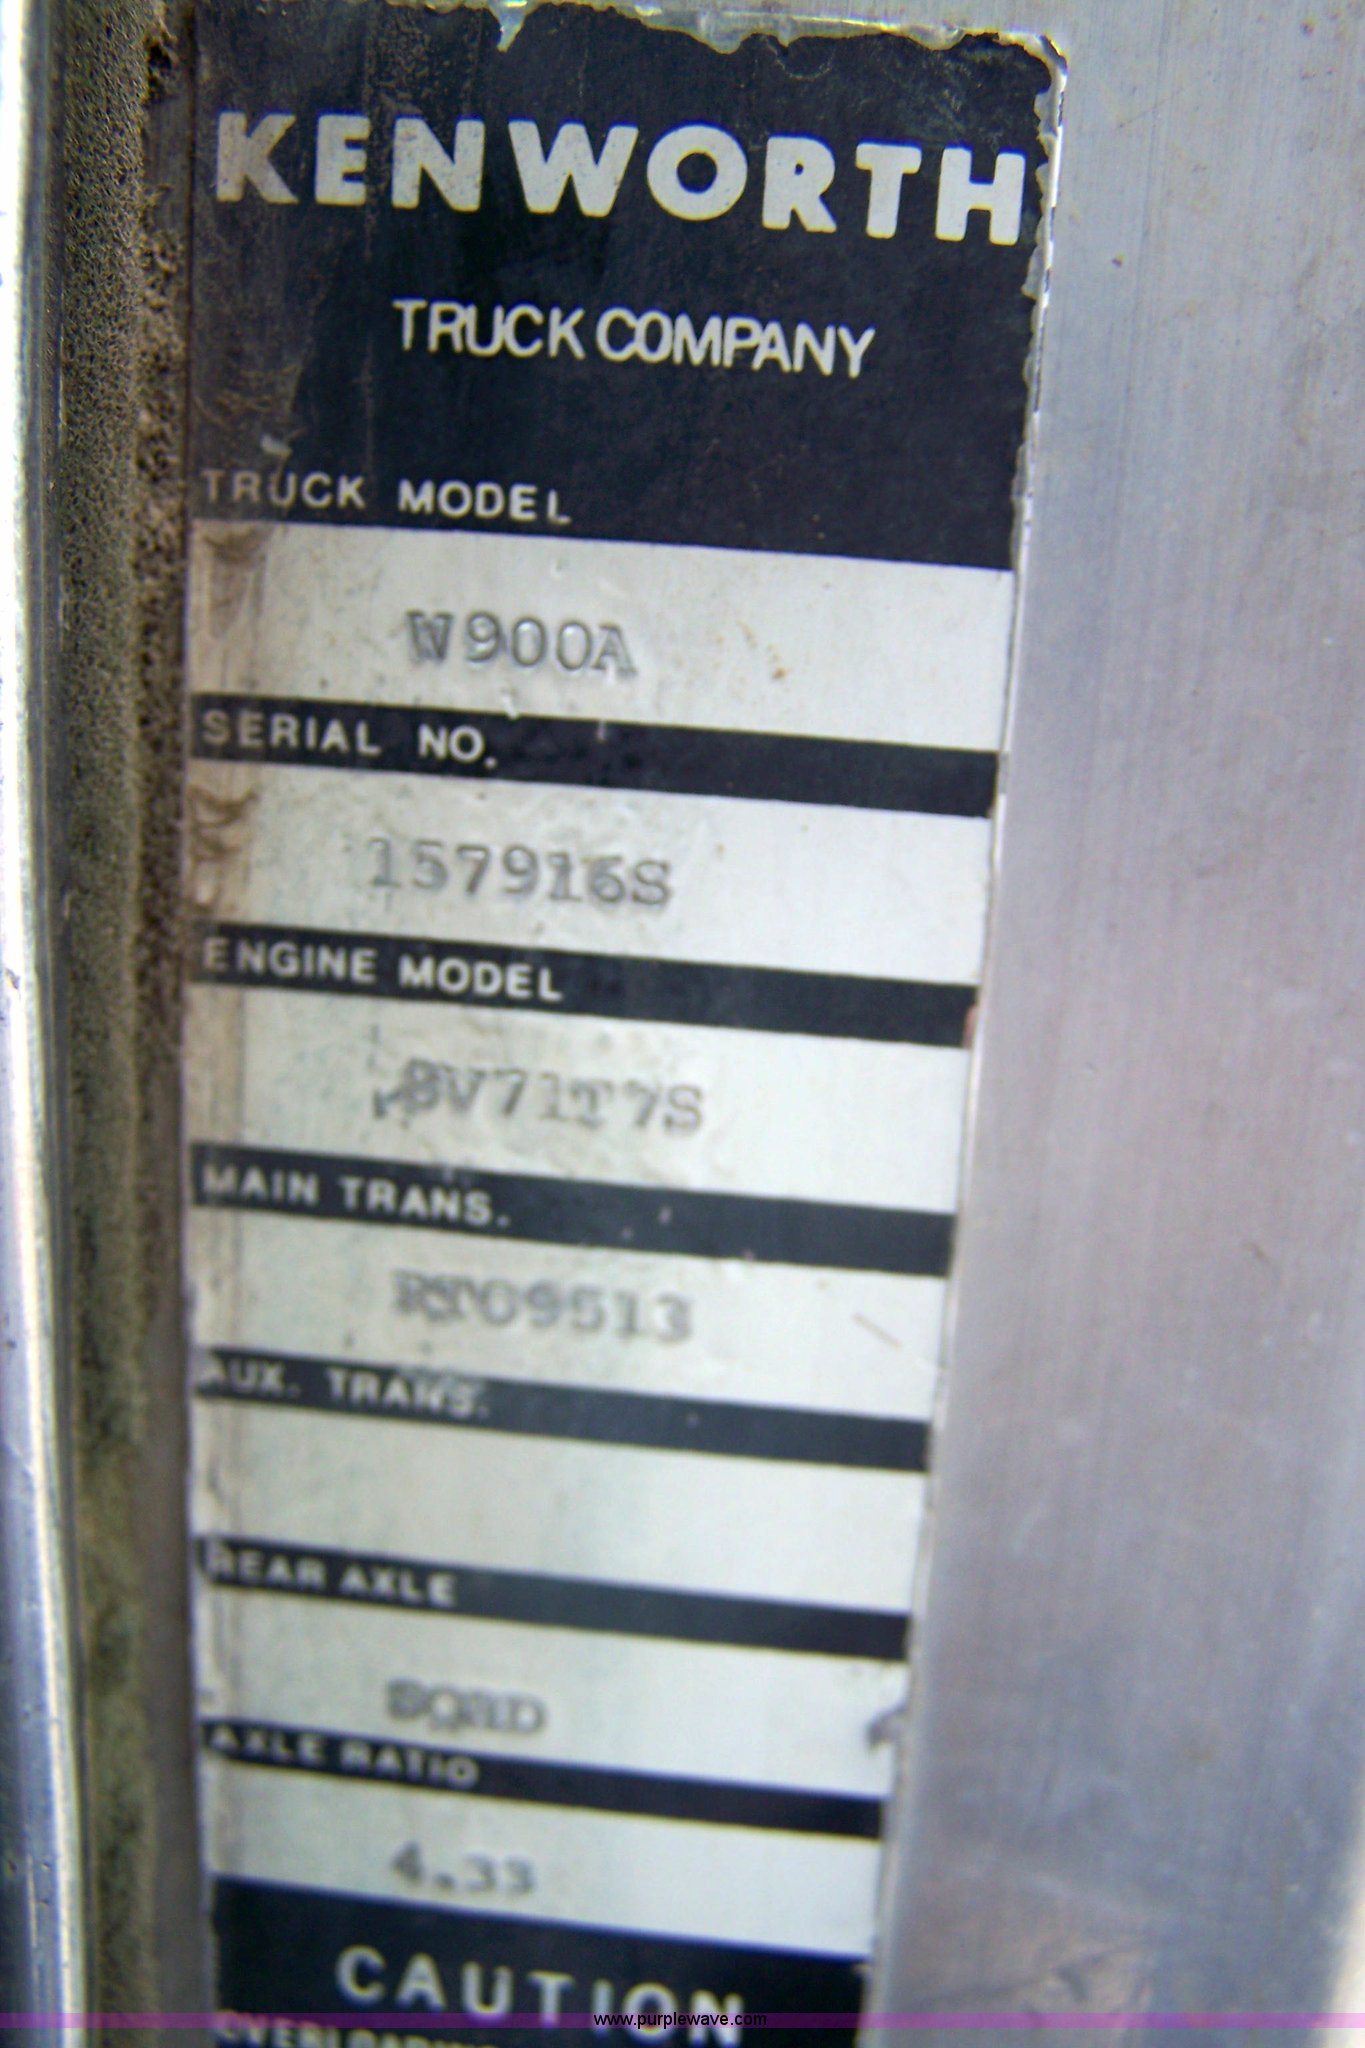 KENWORTH
TRUCK COMPANY
TRUCK MODEL
W900A
SERIAL NO.
157916S
ENGINE MODEL
8V71T7S
MAIN TRANS.
RTO9513
AUX. TRANS.
REAR AXLE
SQHD
AXLE RATIO
4.33
CAUTION
www.purplewave.com